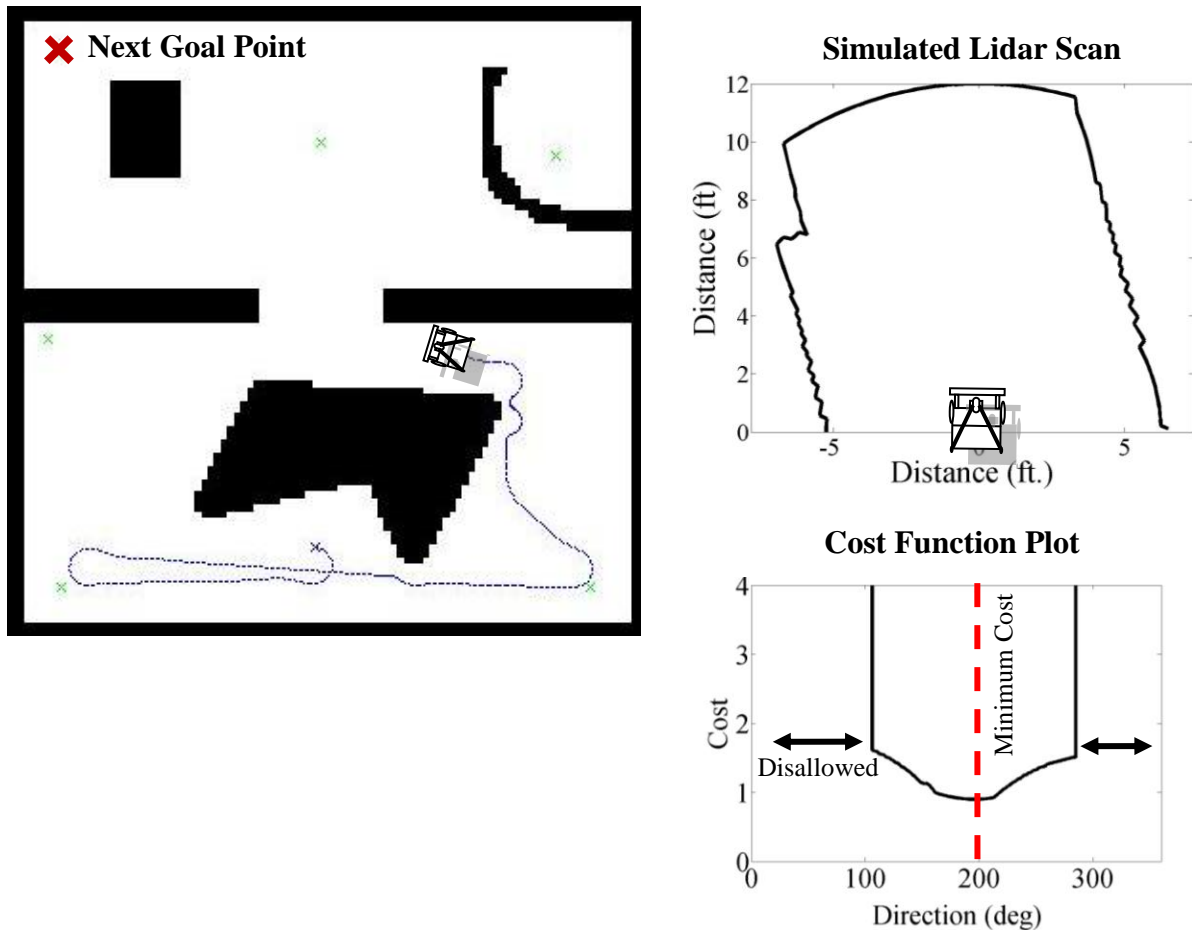 Next Goal Point
Simulated Lidar Scan
12
10
8
6
4
2
0
Distance (ft)
-5
5
Distance (ft.)
Cost Function Plot
4
3
2
1
0
Cost
Minimum Cost
Disallowed
0
100
200
300
Direction (deg)